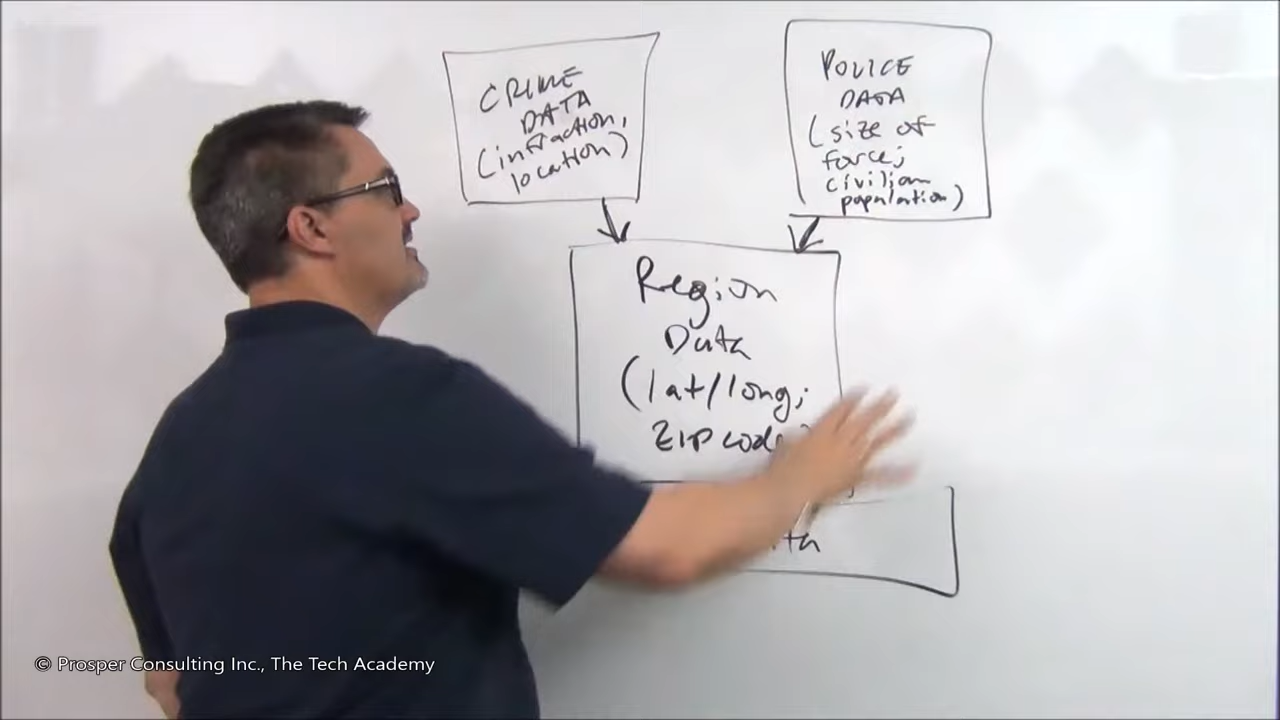 CRIME
DATA
(infraction,
location)
POLICE
DATA
(size of
force;
civilian
population)
Region
Data
(lat/long;
ZIP code)
© Prosper Consulting Inc., The Tech Academy